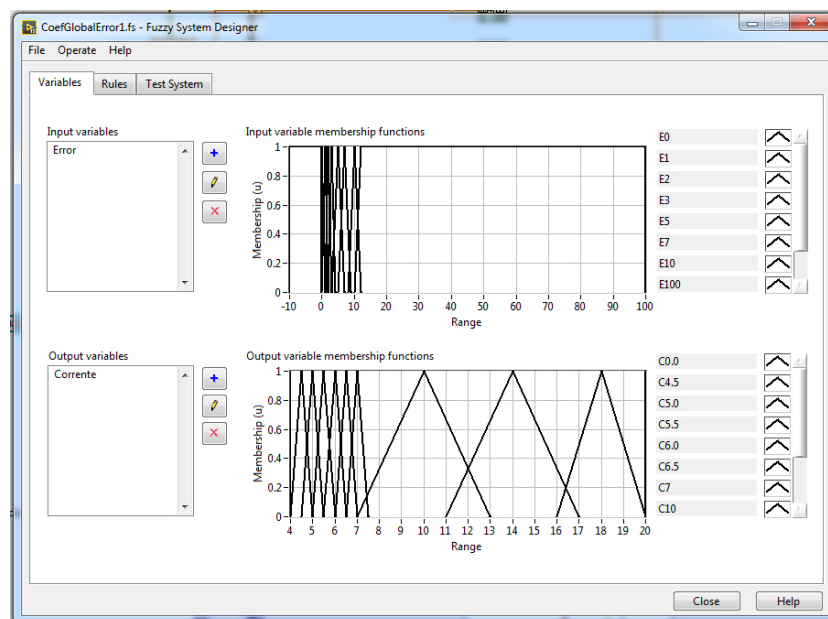 CoefGlobalError1.fs - Fuzzy System Designer
File Operate Help
Variables Rules Test System
Input variables
Error
Input variable membership functions
Membership (u)
1
0.8
0.6
0.4
0.2
0
-10 0 10 20 30 40 50 60 70 80 90 100
Range
E0
E1
E2
E3
E5
E7
E10
E100
Output variables
Corrente
Output variable membership functions
Membership (u)
1
0.8
0.6
0.4
0.2
0
4 5 6 7 8 9 10 11 12 13 14 15 16 17 18 19 20
Range
C0.0
C4.5
C5.0
C5.5
C6.0
C6.5
C7
C10
Close Help